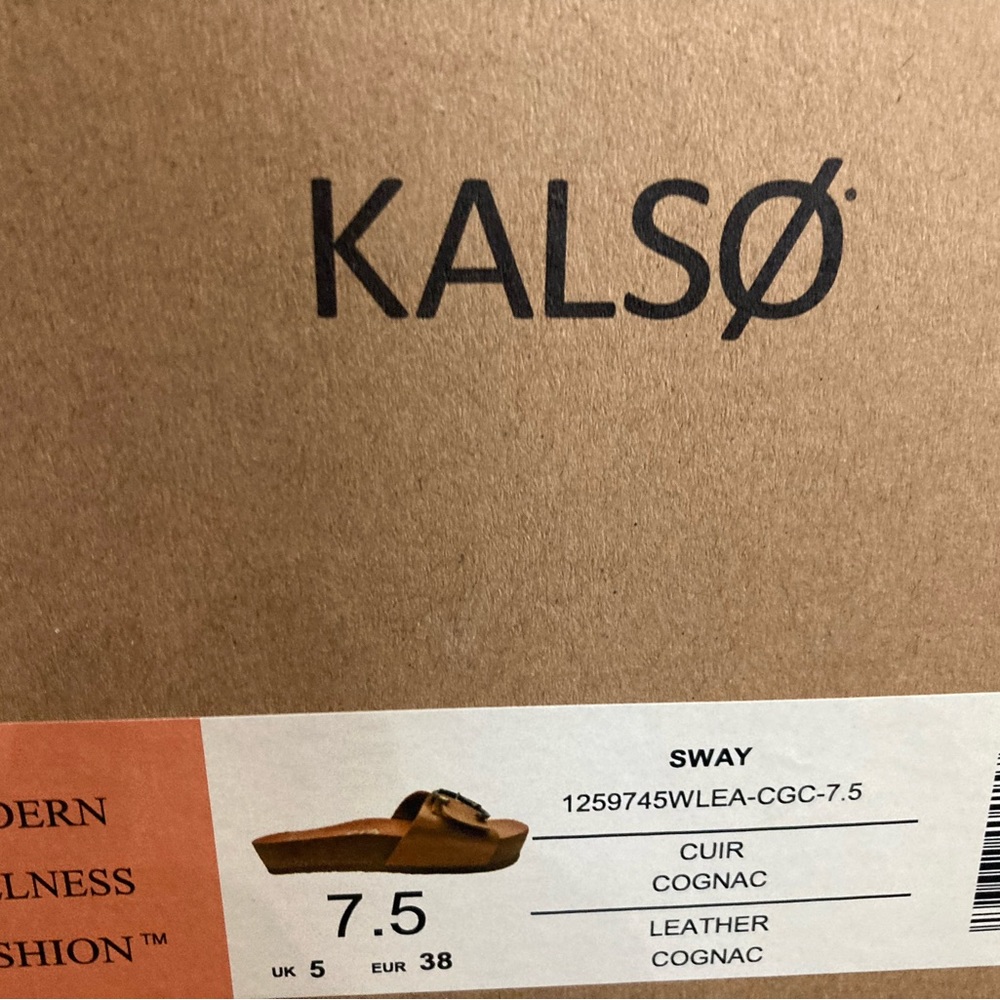 KALSØ
DERN
LNESS
SHION™
7.5
UK 5 EUR 38
SWAY
1259745WLEA-CGC-7.5
CUIR
COGNAC
LEATHER
COGNAC